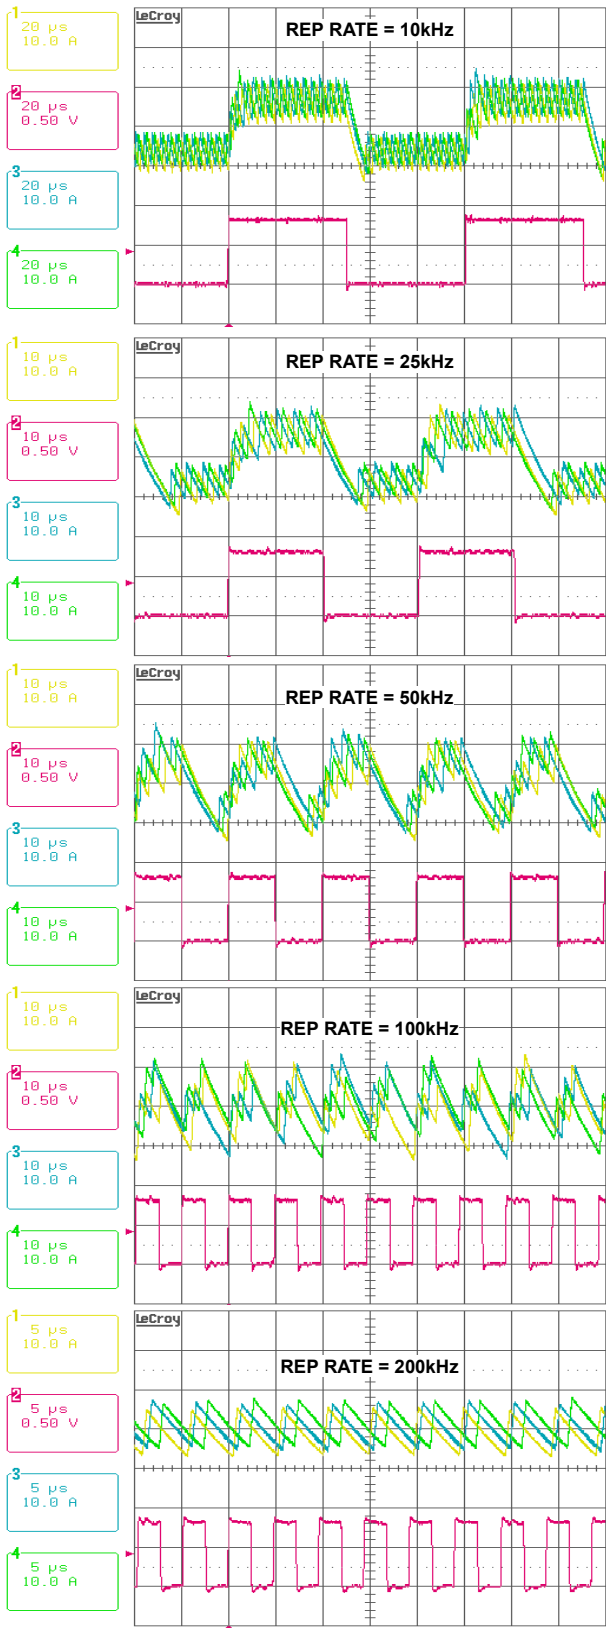 LeCroy
REP RATE = 10kHz
1
20 µs
10.0 A
2
20 µs
0.50 V
3
20 µs
10.0 A
4
20 µs
10.0 A
LeCroy
REP RATE = 25kHz
1
10 µs
10.0 A
2
10 µs
0.50 V
3
10 µs
10.0 A
4
10 µs
10.0 A
LeCroy
REP RATE = 50kHz
1
10 µs
10.0 A
2
10 µs
0.50 V
3
10 µs
10.0 A
4
10 µs
10.0 A
LeCroy
REP RATE = 100kHz
1
10 µs
10.0 A
2
10 µs
0.50 V
3
10 µs
10.0 A
4
10 µs
10.0 A
LeCroy
REP RATE = 200kHz
1
5 µs
10.0 A
2
5 µs
0.50 V
3
5 µs
10.0 A
4
5 µs
10.0 A